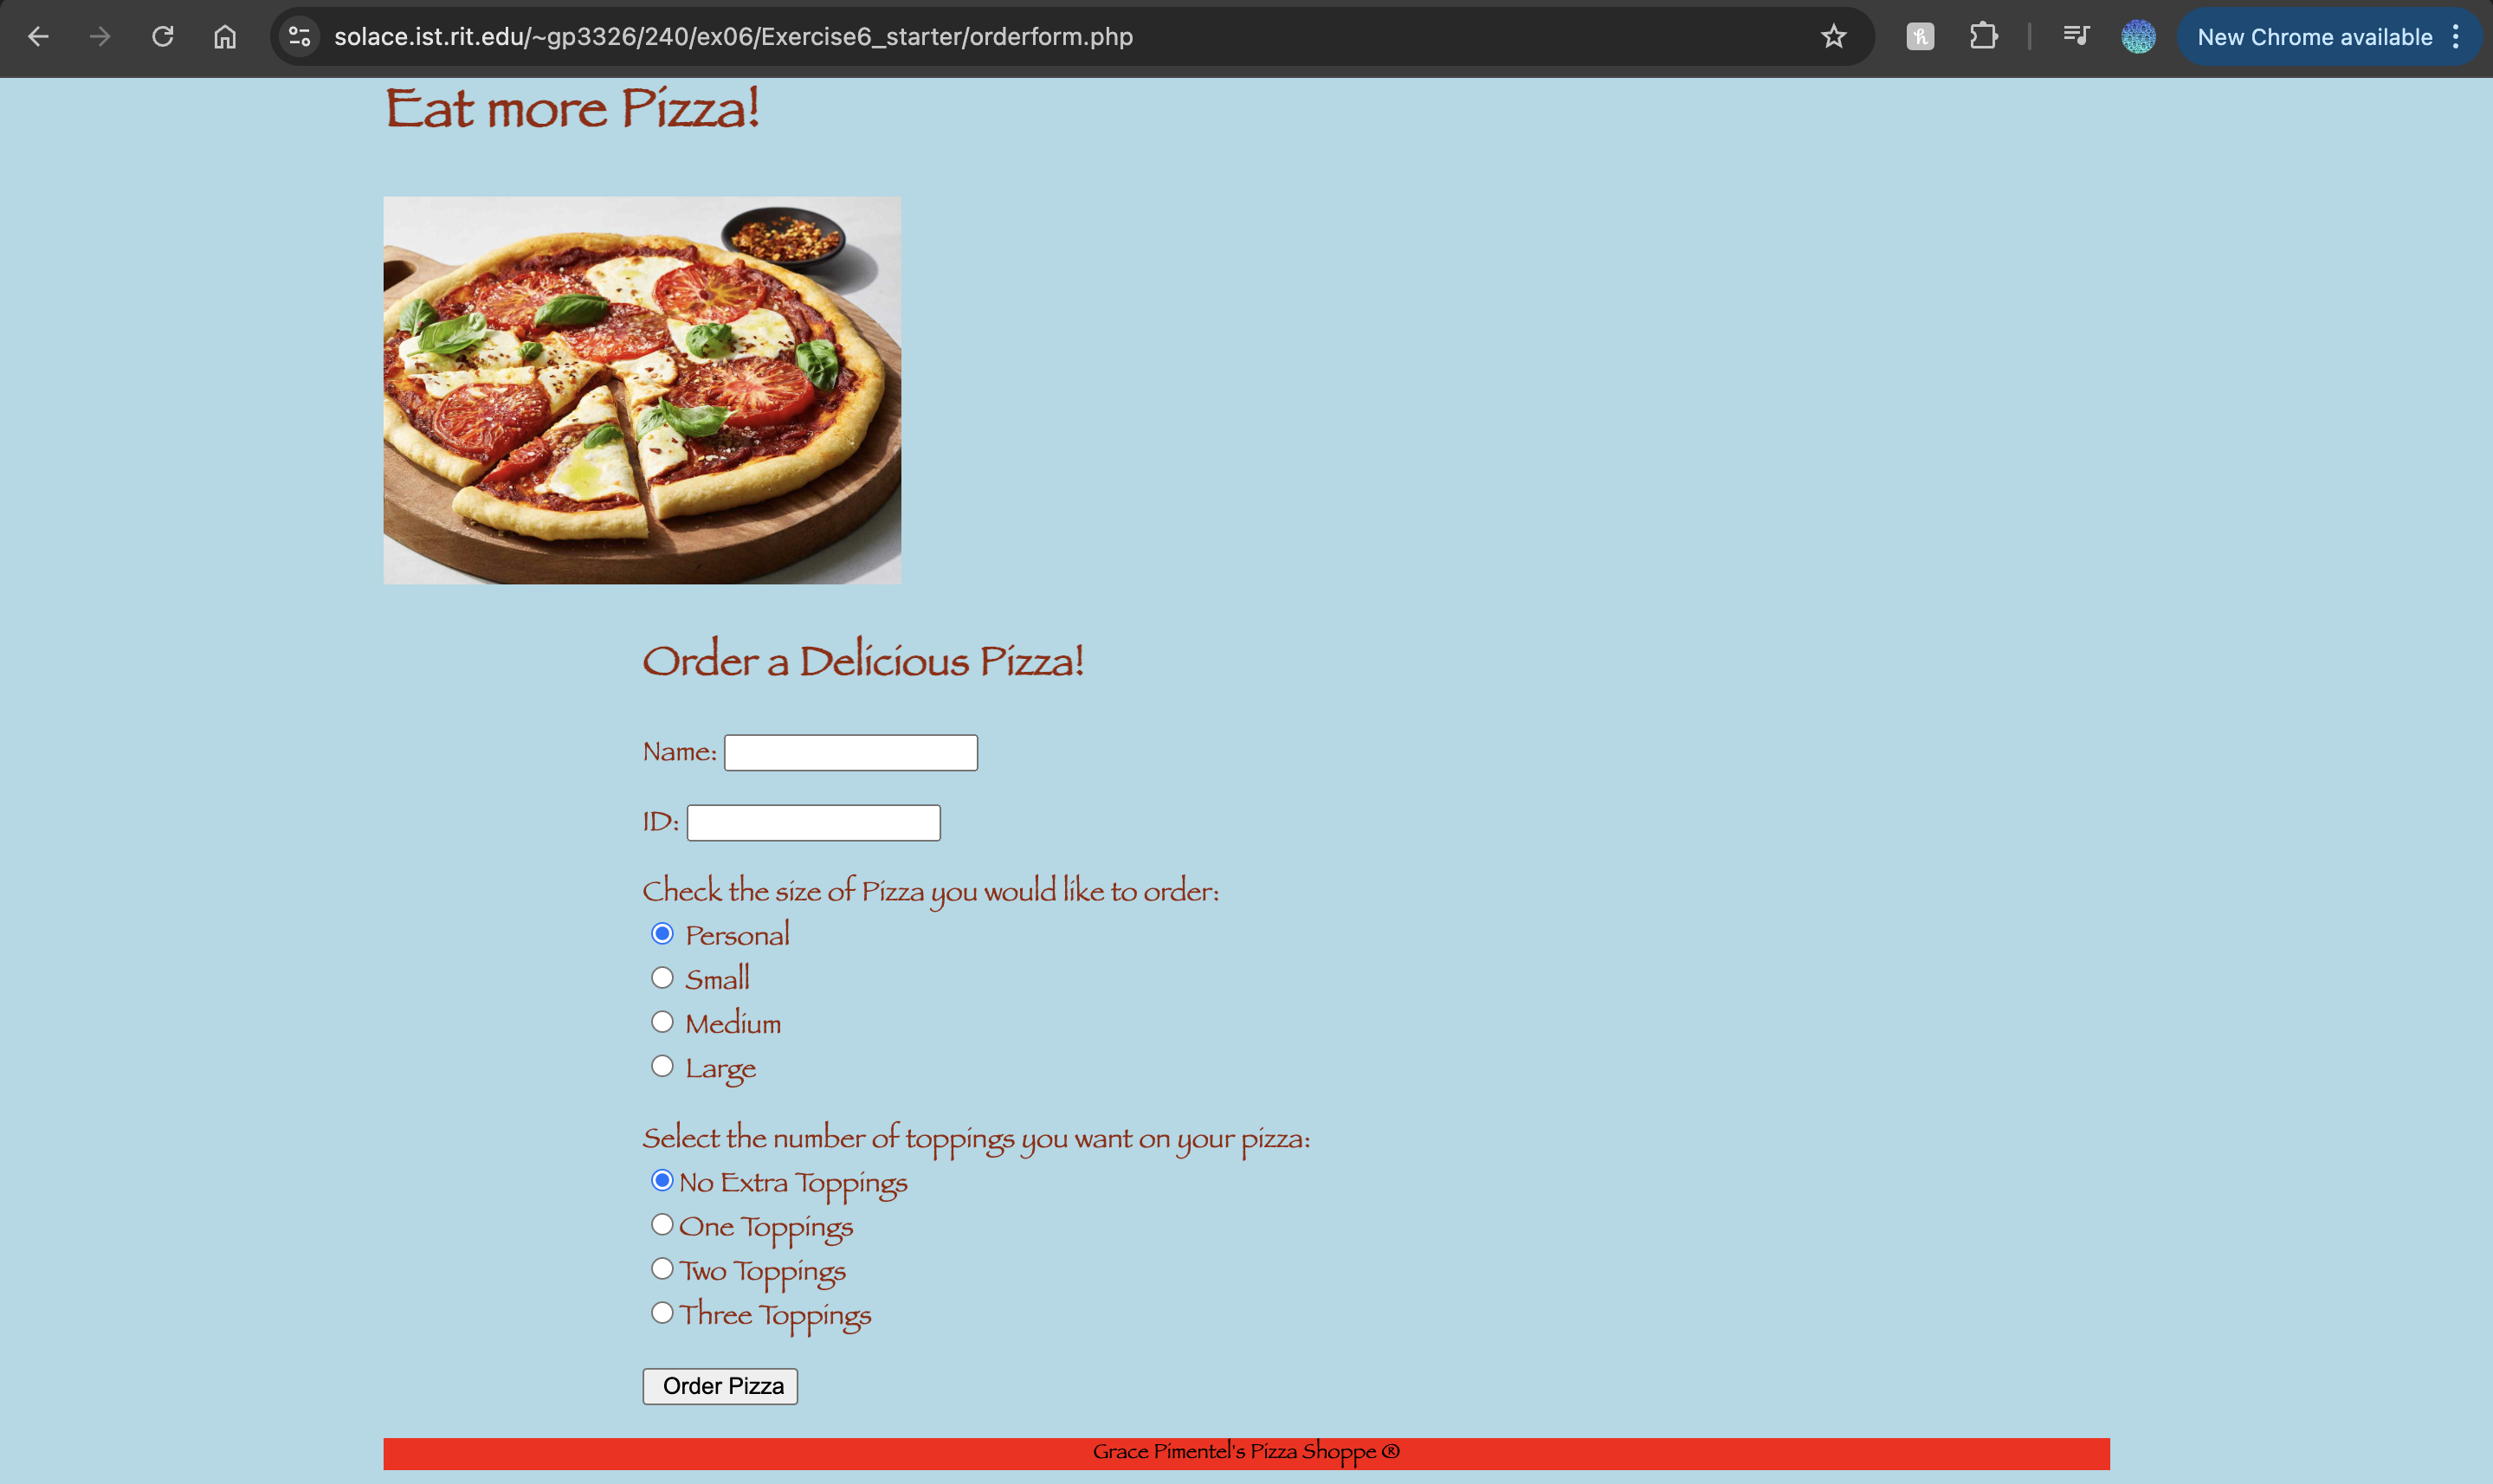 solace.ist.rit.edu/~gp3326/240/ex06/Exercise6_starter/orderform.php
New Chrome available
Eat more Pizza!
Order a Delicious Pizza!
Name:
ID:
Check the size of Pizza you would like to order:
Personal
Small
Medium
Large
Select the number of toppings you want on your pizza:
No Extra Toppings
One Toppings
Two Toppings
Three Toppings
Order Pizza
Grace Pimentel's Pizza Shoppe ®